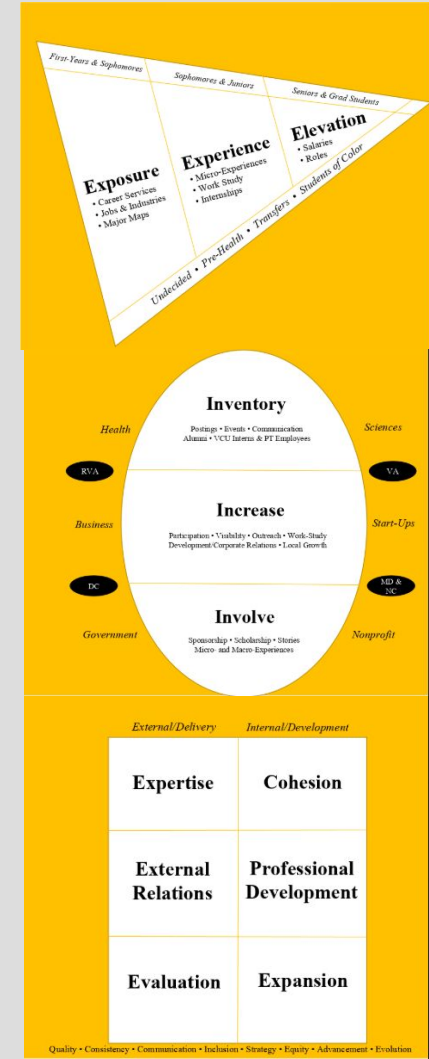 First-Years & Sophomores
Sophomores & Juniors
Seniors & Grad Students
Exposure
• Career Services
• Jobs & Industries
• Major Maps
Experience
• Micro-Experiences
• Work Study
• Internships
Elevation
• Salaries
• Roles
Undecided • Pre-Health • Transfers • Students of Color
Inventory
Postings • Events • Communication
Alumni • VCU Interns & PT Employees
Health
Sciences
RVA
VA
Increase
Participation • Visibility • Outreach • Work-Study
Development/Corporate Relations • Local Growth
Business
Start-Ups
DC
MD &
NC
Involve
Sponsorship • Scholarship • Stories
Micro- and Macro-Experiences
Government
Nonprofit
External/Delivery
Internal/Development
Expertise
Cohesion
External
Relations
Professional
Development
Evaluation
Expansion
Quality • Consistency • Communication • Inclusion • Strategy • Equity • Advancement • Evolution